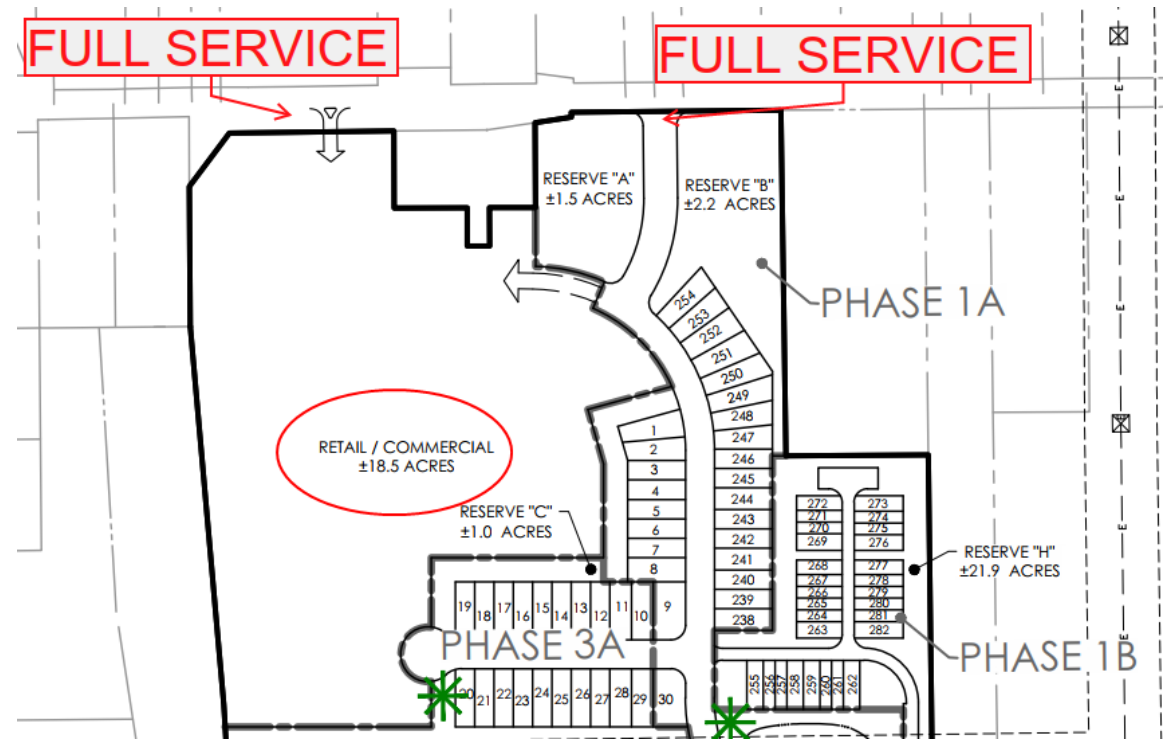 FULL SERVICE
FULL SERVICE
RESERVE "A"
±1.5 ACRES
RESERVE "B"
±2.2 ACRES
PHASE 1A
254
253
252
251
250
249
248
247
246
245
244
243
242
241
240
239
238
1
2
3
4
5
6
7
8
RETAIL / COMMERCIAL
±18.5 ACRES
RESERVE "C"
±1.0 ACRES
272
271
270
269
268
267
266
265
264
263
273
274
275
276
277
278
279
280
281
282
RESERVE "H"
±21.9 ACRES
PHASE 1B
19 18 17 16 15 14 13 12 11 10 9
PHASE 3A
20 21 22 23 24 25 26 27 28 29 30
255 256 257 258 259 260 261 262
E
E
E
E
E
E